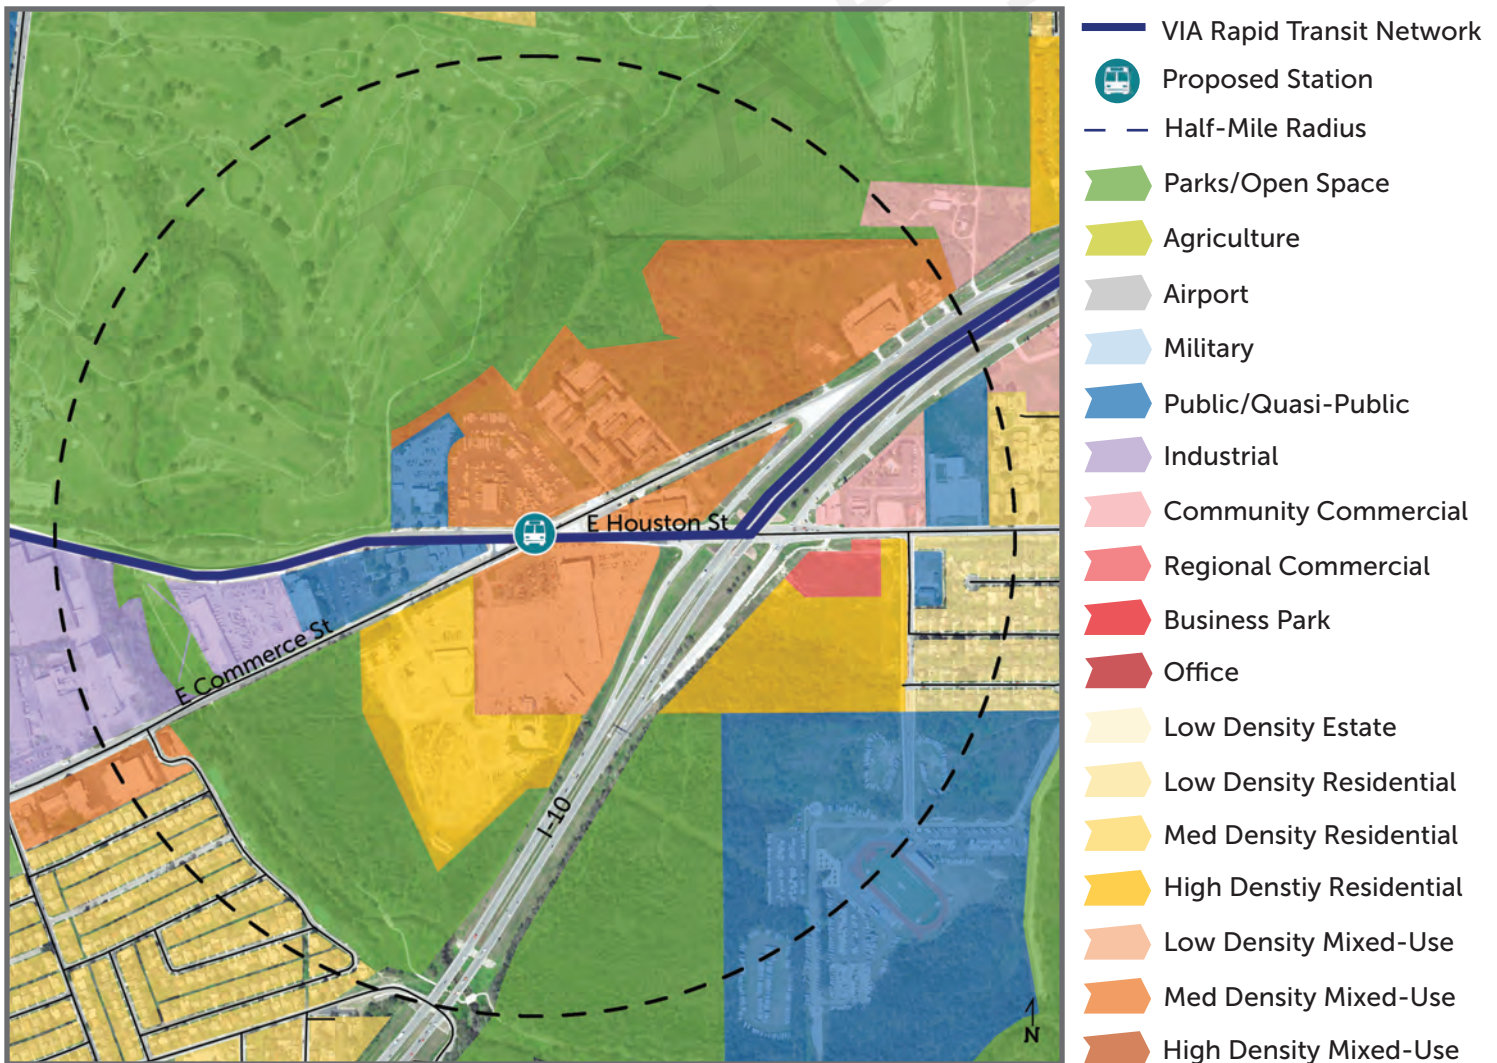 VIA Rapid Transit Network
Proposed Station
Half-Mile Radius
Parks/Open Space
Agriculture
Airport
Military
Public/Quasi-Public
Industrial
Community Commercial
Regional Commercial
Business Park
Office
Low Density Estate
Low Density Residential
Med Density Residential
High Denstiy Residential
Low Density Mixed-Use
Med Density Mixed-Use
High Density Mixed-Use
E Houston St
E Commerce St
I-10
N